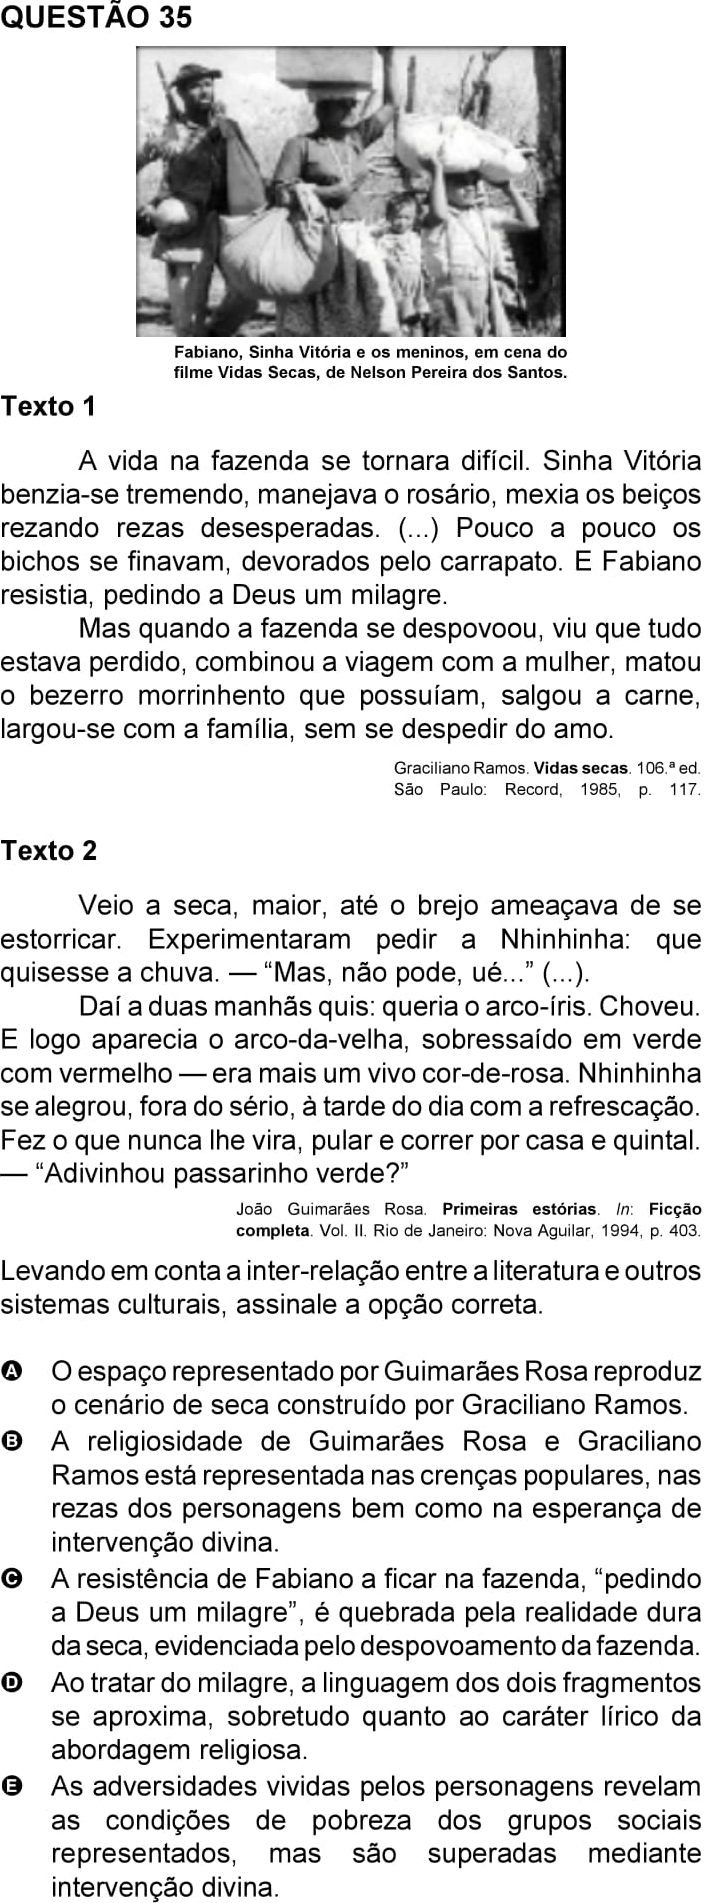 QUESTÃO 35
Fabiano, Sinha Vitória e os meninos, em cena do
filme Vidas Secas, de Nelson Pereira dos Santos.
Texto 1
A vida na fazenda se tornara difícil. Sinha Vitória
benzia-se tremendo, manejava o rosário, mexia os beiços
rezando rezas desesperadas. (...) Pouco a pouco os
bichos se finavam, devorados pelo carrapato. E Fabiano
resistia, pedindo a Deus um milagre.
Mas quando a fazenda se despovoou, viu que tudo
estava perdido, combinou a viagem com a mulher, matou
o bezerro morrinhento que possuíam, salgou a carne,
largou-se com a família, sem se despedir do amo.
Graciliano Ramos. Vidas secas. 106.ª ed.
São Paulo: Record, 1985, p. 117.
Texto 2
Veio a seca, maior, até o brejo ameaçava de se
estorricar. Experimentaram pedir a Nhinhinha: que
quisesse a chuva. — “Mas, não pode, ué...” (...).
Daí a duas manhãs quis: queria o arco-íris. Choveu.
E logo aparecia o arco-da-velha, sobressaído em verde
com vermelho — era mais um vivo cor-de-rosa. Nhinhinha
se alegrou, fora do sério, à tarde do dia com a refrescação.
Fez o que nunca lhe vira, pular e correr por casa e quintal.
— “Adivinhou passarinho verde?”
João Guimarães Rosa. Primeiras estórias. In: Ficção
completa. Vol. II. Rio de Janeiro: Nova Aguilar, 1994, p. 403.
Levando em conta a inter-relação entre a literatura e outros
sistemas culturais, assinale a opção correta.
A O espaço representado por Guimarães Rosa reproduz
o cenário de seca construído por Graciliano Ramos.
B A religiosidade de Guimarães Rosa e Graciliano
Ramos está representada nas crenças populares, nas
rezas dos personagens bem como na esperança de
intervenção divina.
C A resistência de Fabiano a ficar na fazenda, “pedindo
a Deus um milagre”, é quebrada pela realidade dura
da seca, evidenciada pelo despovoamento da fazenda.
D Ao tratar do milagre, a linguagem dos dois fragmentos
se aproxima, sobretudo quanto ao caráter lírico da
abordagem religiosa.
E As adversidades vividas pelos personagens revelam
as condições de pobreza dos grupos sociais
representados, mas são superadas mediante
intervenção divina.